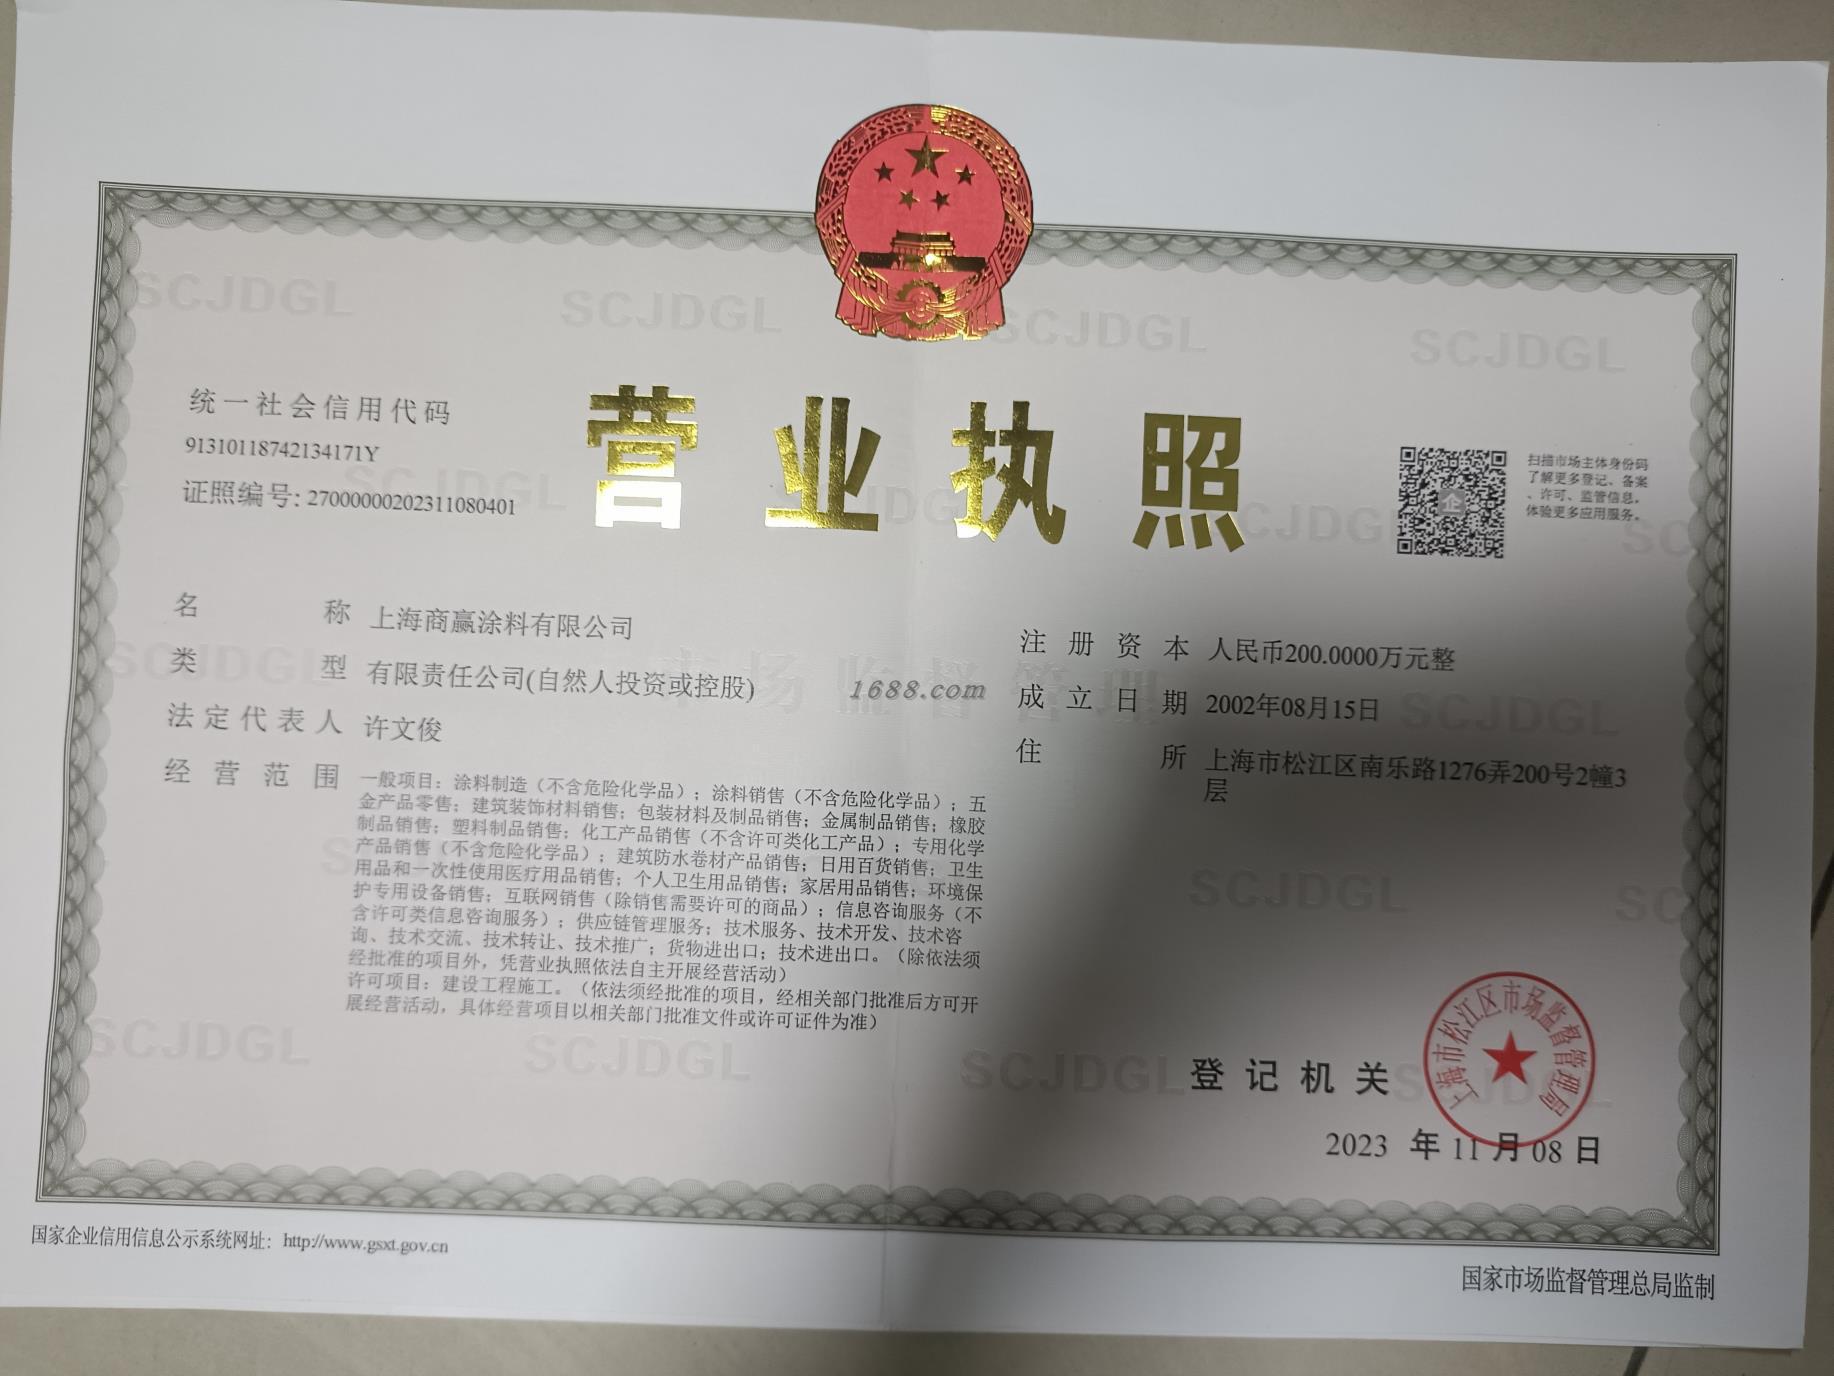 统一社会信用代码
91310118742134171Y
证照编号: 27000000202311080401
营业执照
扫描市场主体身份码
了解更多登记、备案
、许可、监管信息，
体验更多应用服务。
名称 上海商赢涂料有限公司
类型 有限责任公司(自然人投资或控股)
法定代表人 许文俊
经营范围 一般项目：涂料制造（不含危险化学品）；涂料销售（不含危险化学品）；五
金产品零售；建筑装饰材料销售；包装材料及制品销售；金属制品销售；橡胶
制品销售；塑料制品销售；化工产品销售（不含许可类化工产品）；专用化学
产品销售（不含危险化学品）；建筑防水卷材产品销售；日用百货销售；卫生
用品和一次性使用医疗用品销售；个人卫生用品销售；家居用品销售；环境保
护专用设备销售；互联网销售（除销售需要许可的商品）；信息咨询服务（不
含许可类信息咨询服务）；供应链管理服务；技术服务、技术开发、技术咨
询、技术交流、技术转让、技术推广；货物进出口；技术进出口。（除依法须
经批准的项目外，凭营业执照依法自主开展经营活动）
许可项目：建设工程施工。（依法须经批准的项目，经相关部门批准后方可开
展经营活动，具体经营项目以相关部门批准文件或许可证件为准）
注册资本 人民币200.0000万元整
成立日期 2002年08月15日
住所 上海市松江区南乐路1276弄200号2幢3
层
1688.com
市场监督管理
SCJDGL
登记机关
上海市松江区市场监督管理局
2023 年 11 月 08 日
国家企业信用信息公示系统网址：http://www.gsxt.gov.cn
国家市场监督管理总局监制